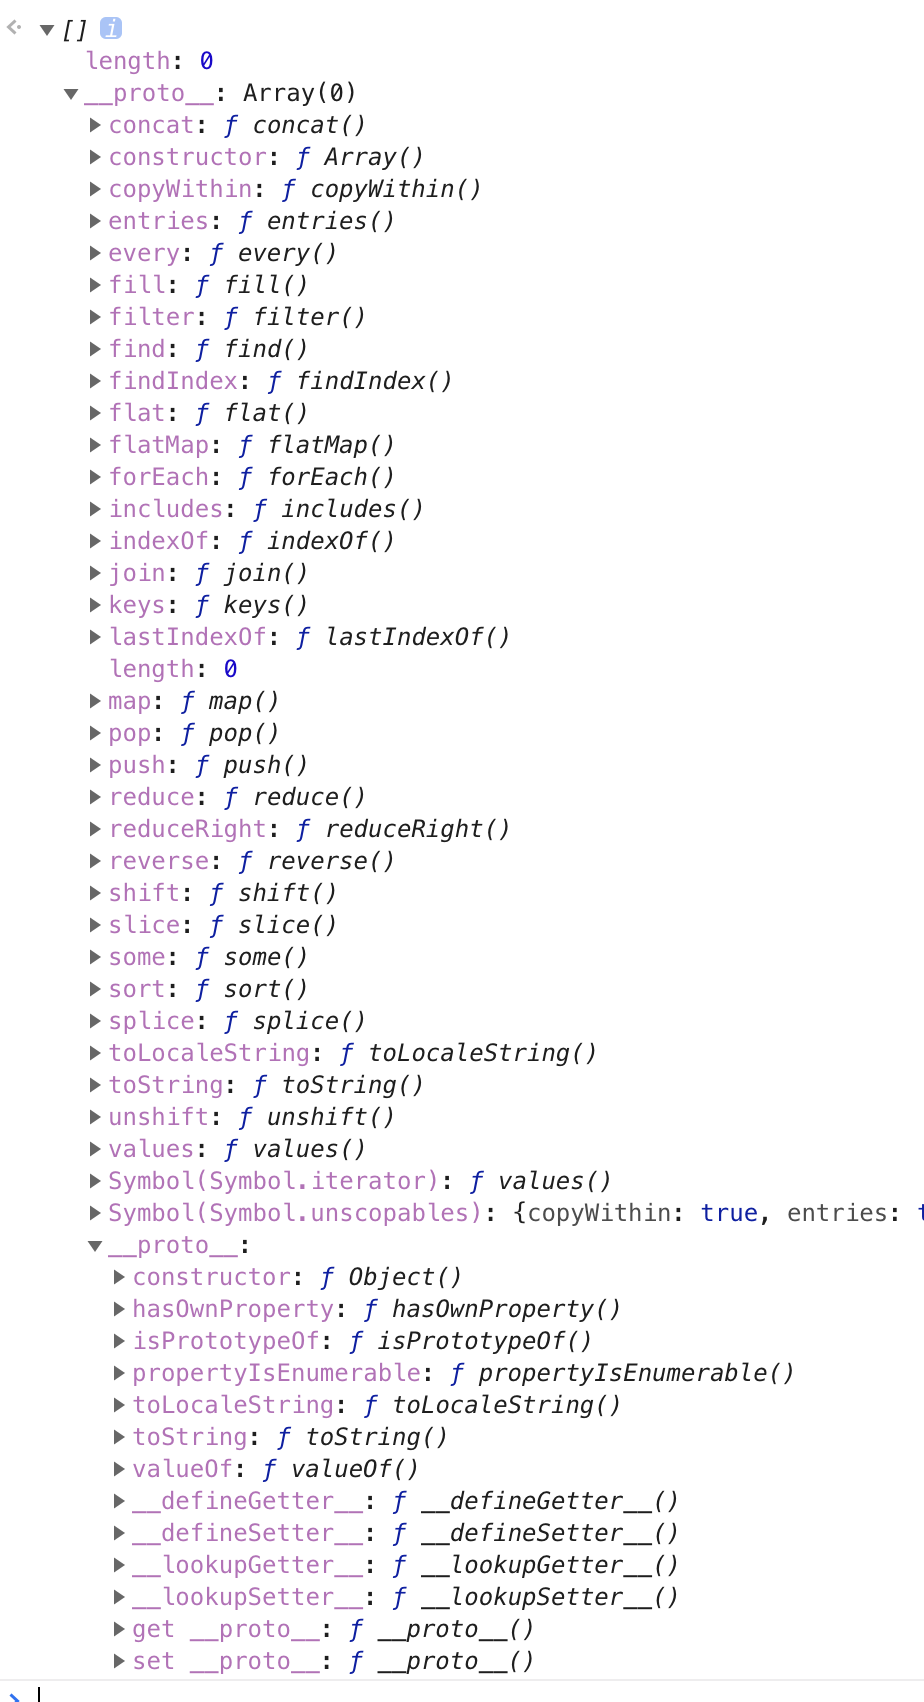 [] i
length: 0
__proto__: Array(0)
concat: ƒ concat()
constructor: ƒ Array()
copyWithin: ƒ copyWithin()
entries: ƒ entries()
every: ƒ every()
fill: ƒ fill()
filter: ƒ filter()
find: ƒ find()
findIndex: ƒ findIndex()
flat: ƒ flat()
flatMap: ƒ flatMap()
forEach: ƒ forEach()
includes: ƒ includes()
indexOf: ƒ indexOf()
join: ƒ join()
keys: ƒ keys()
lastIndexOf: ƒ lastIndexOf()
length: 0
map: ƒ map()
pop: ƒ pop()
push: ƒ push()
reduce: ƒ reduce()
reduceRight: ƒ reduceRight()
reverse: ƒ reverse()
shift: ƒ shift()
slice: ƒ slice()
some: ƒ some()
sort: ƒ sort()
splice: ƒ splice()
toLocaleString: ƒ toLocaleString()
toString: ƒ toString()
unshift: ƒ unshift()
values: ƒ values()
Symbol(Symbol.iterator): ƒ values()
Symbol(Symbol.unscopables): {copyWithin: true, entries: t
__proto__:
constructor: ƒ Object()
hasOwnProperty: ƒ hasOwnProperty()
isPrototypeOf: ƒ isPrototypeOf()
propertyIsEnumerable: ƒ propertyIsEnumerable()
toLocaleString: ƒ toLocaleString()
toString: ƒ toString()
valueOf: ƒ valueOf()
__defineGetter__: ƒ __defineGetter__()
__defineSetter__: ƒ __defineSetter__()
__lookupGetter__: ƒ __lookupGetter__()
__lookupSetter__: ƒ __lookupSetter__()
get __proto__: ƒ __proto__()
set __proto__: ƒ __proto__()